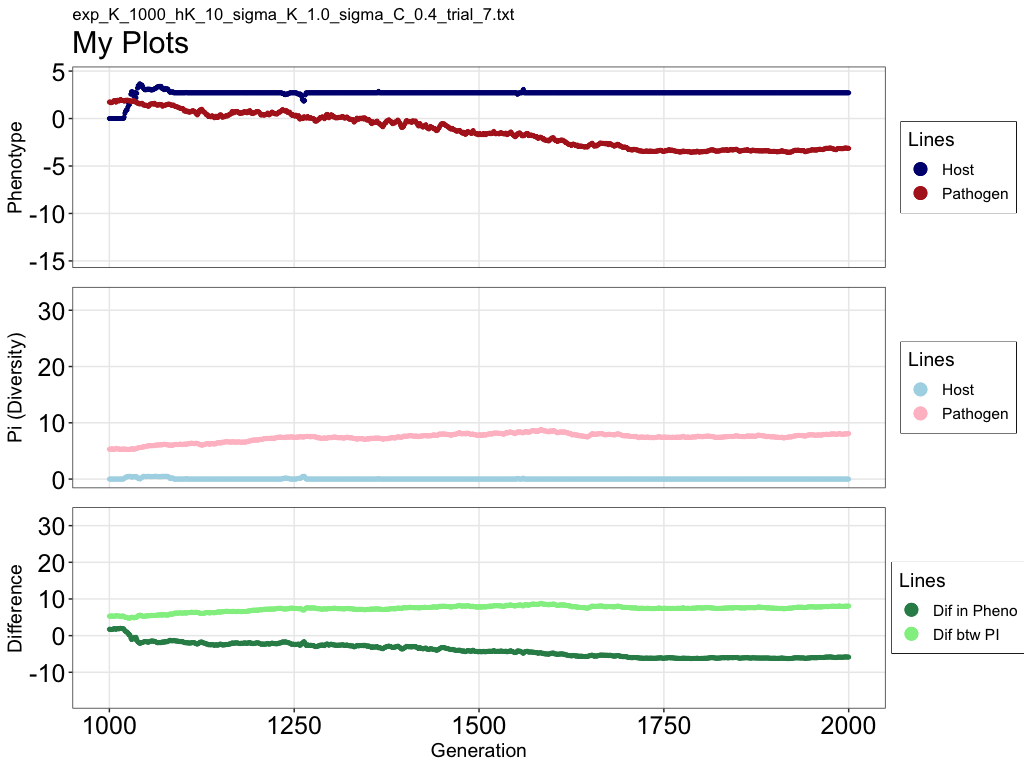 exp_K_1000_hK_10_sigma_K_1.0_sigma_C_0.4_trial_7.txt
My Plots
Phenotype
5
0
-5
-10
-15
Lines
Host
Pathogen
Pi (Diversity)
30
20
10
0
Lines
Host
Pathogen
Difference
30
20
10
0
-10
Lines
Dif in Pheno
Dif btw PI
1000 1250 1500 1750 2000
Generation